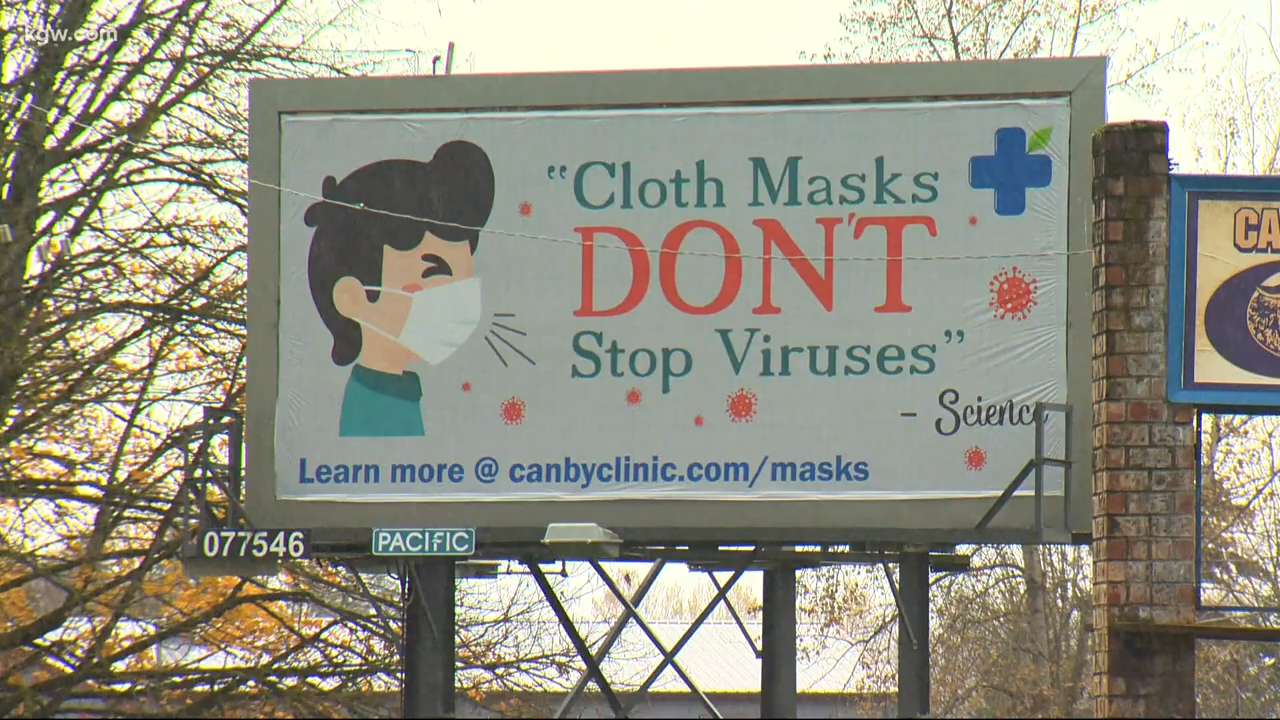 kgw.com
“Cloth Masks
DON'T
Stop Viruses”
- Science
Learn more @ canbyclinic.com/masks
077546
PACIFIC
CA